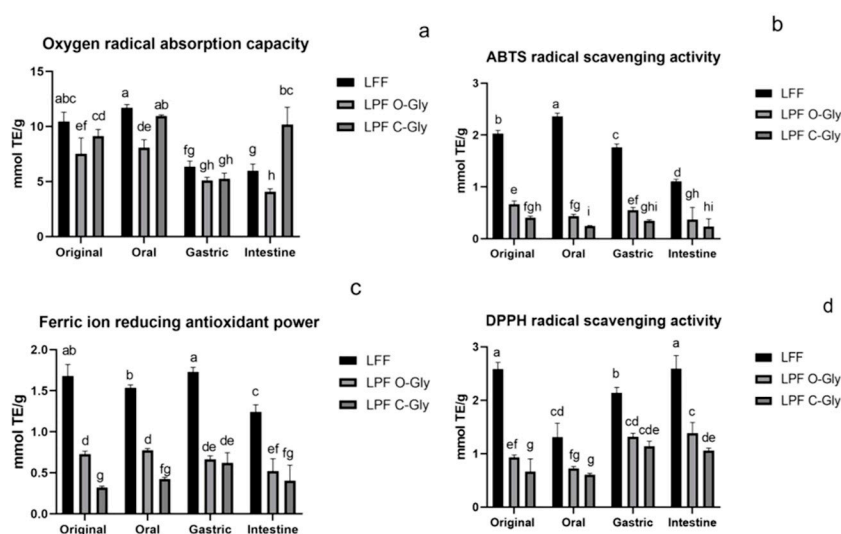 a
Oxygen radical absorption capacity
LFF
LPF O-Gly
LPF C-Gly
mmol TE/g
15
10
5
0
abc
ef
cd
a
de
ab
fg
gh
gh
g
h
bc
Original
Oral
Gastric
Intestine
b
ABTS radical scavenging activity
LFF
LPF O-Gly
LPF C-Gly
mmol TE/g
3
2
1
0
b
e
fgh
a
fg
i
c
ef
ghi
d
gh
hi
Original
Oral
Gastric
Intestine
c
Ferric ion reducing antioxidant power
LFF
LPF O-Gly
LPF C-Gly
mmol TE/g
2.0
1.5
1.0
0.5
0.0
ab
d
g
b
d
fg
a
de
de
c
ef
fg
Original
Oral
Gastric
Intestine
d
DPPH radical scavenging activity
LFF
LPF O-Gly
LPF C-Gly
mmol TE/g
3
2
1
0
a
ef
g
cd
fg
g
b
cd
cde
a
c
de
Original
Oral
Gastric
Intestine